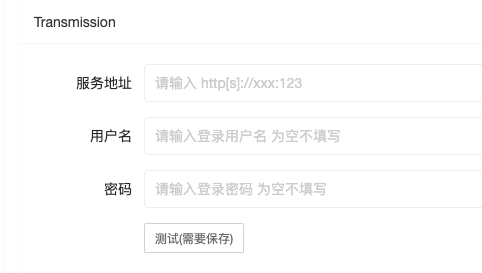 Transmission
服务地址 请输入 http[s]://xxx:123
用户名 请输入登录用户名 为空不填写
密码 请输入登录密码 为空不填写
测试(需要保存)